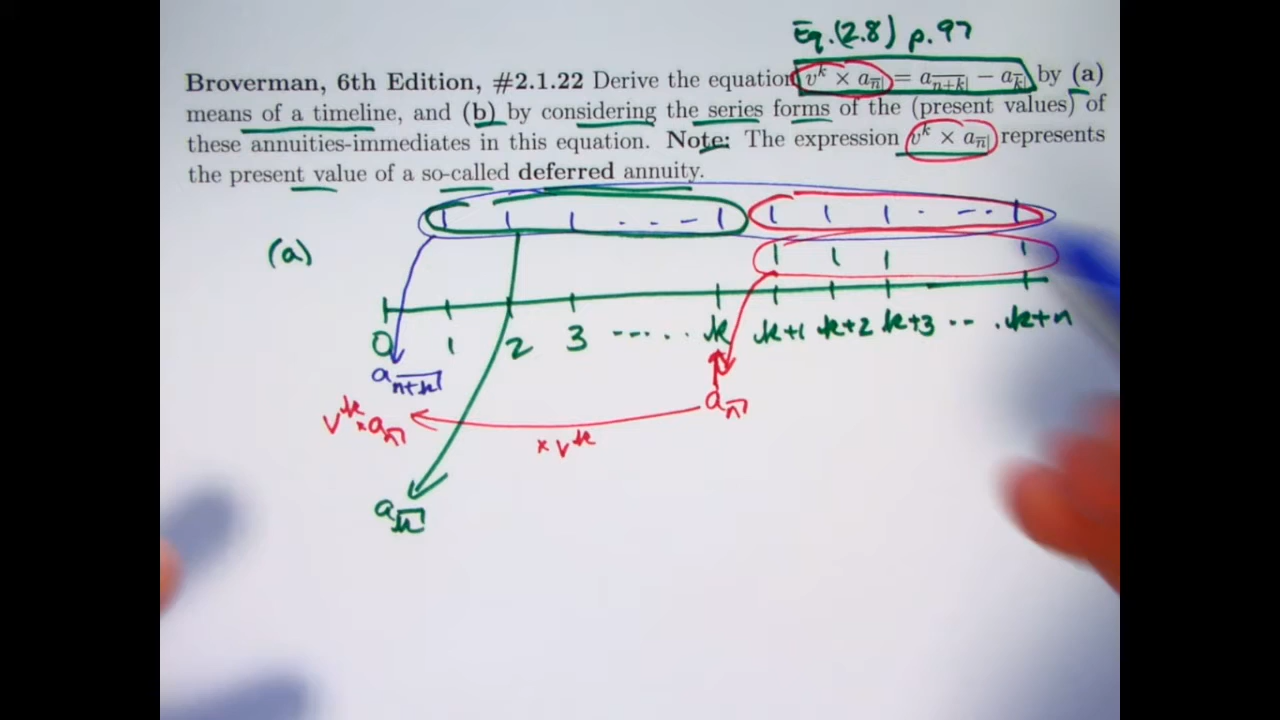 Eq. (2.8) p. 97
Broverman, 6th Edition, #2.1.22 Derive the equation v^k × a_n̅| = a_n+k̅| − a_k̅| by (a)
means of a timeline, and (b) by considering the series forms of the (present values) of
these annuities-immediates in this equation. Note: The expression v^k × a_n̅| represents
the present value of a so-called deferred annuity.
1 1 1 . . – 1 1 1 1 . – . . 1
(a) 1 1 1 1
0 1 2 3 ...... k k+1 k+2 k+3 ... . k+n
a_n+k̅|
v^k × a_n̅| × v^k a_n̅|
a_k̅|